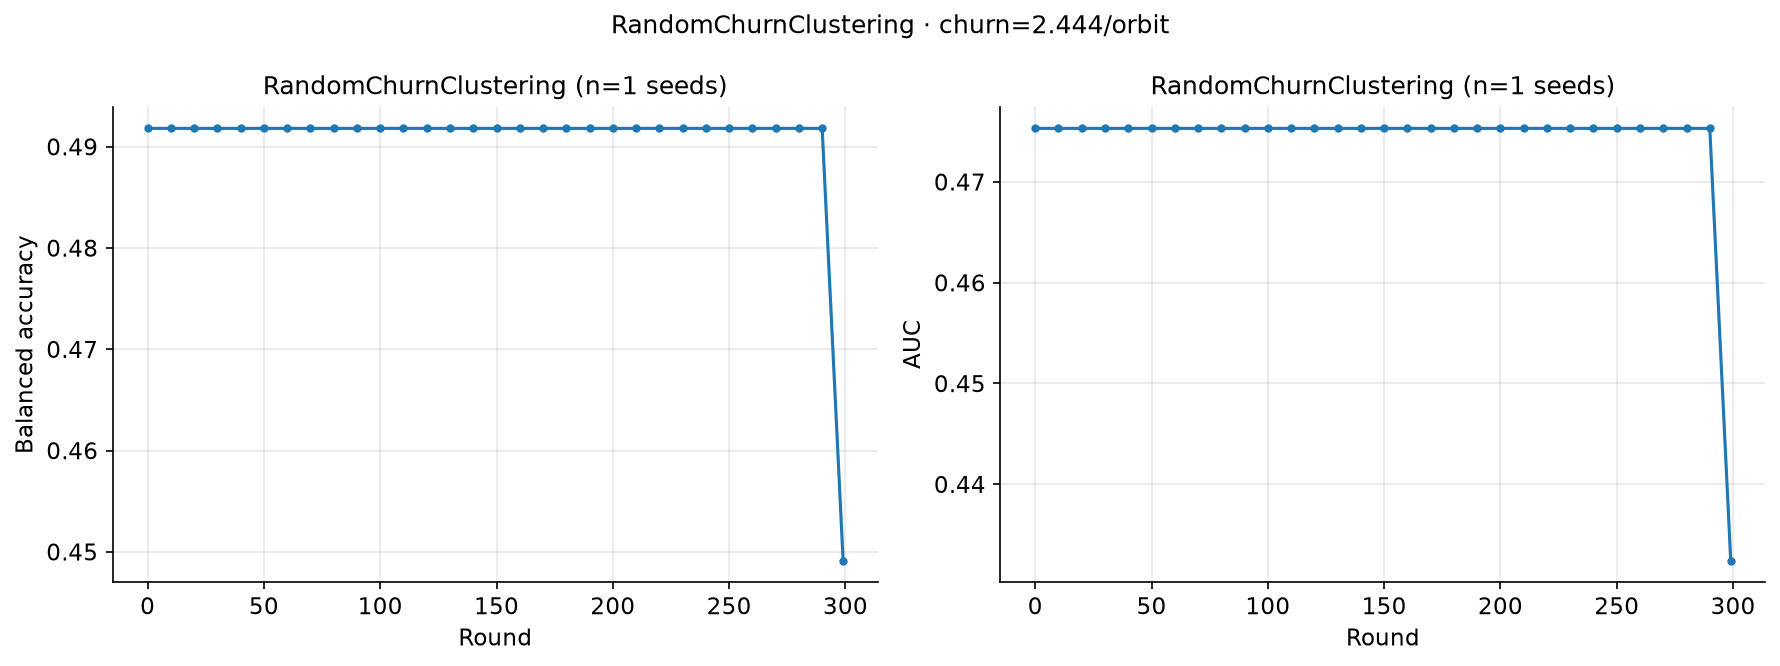 RandomChurnClustering · churn=2.444/orbit
RandomChurnClustering (n=1 seeds)
Balanced accuracy
0.49
0.48
0.47
0.46
0.45
0 50 100 150 200 250 300
Round
RandomChurnClustering (n=1 seeds)
AUC
0.47
0.46
0.45
0.44
0 50 100 150 200 250 300
Round